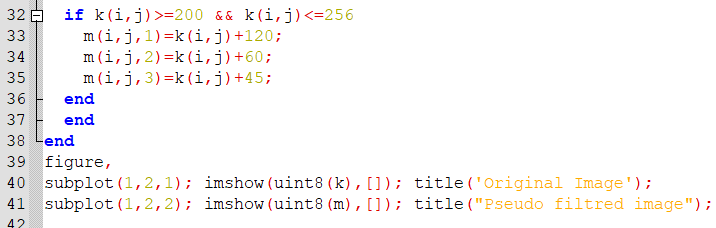 32 if k(i,j)>=200 && k(i,j)<=256
33 m(i,j,1)=k(i,j)+120;
34 m(i,j,2)=k(i,j)+60;
35 m(i,j,3)=k(i,j)+45;
36 end
37 end
38 end
39 figure,
40 subplot(1,2,1); imshow(uint8(k),[]); title('Original Image');
41 subplot(1,2,2); imshow(uint8(m),[]); title("Pseudo filtred image");
42